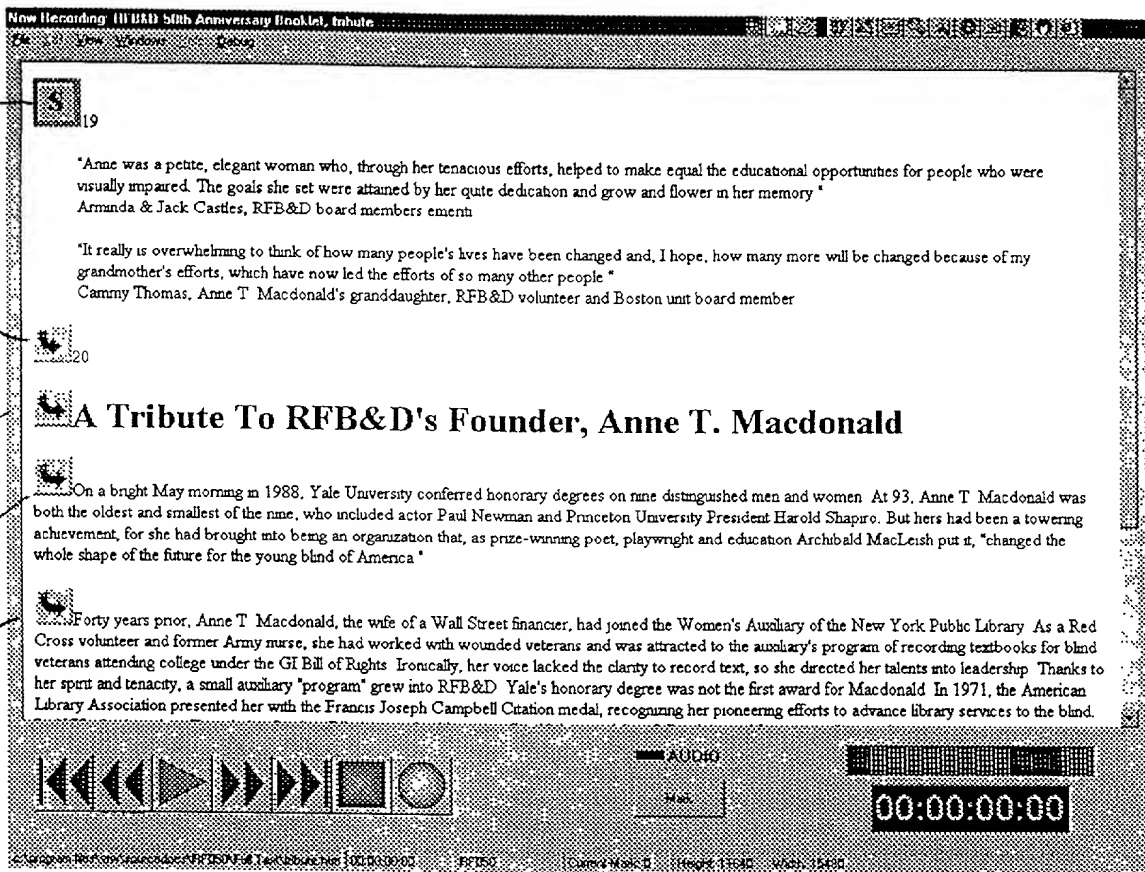 Now Recording: RFB&D 50th Anniversary Booklet, tribute
View Windows Debug
S
19
"Anne was a petite, elegant woman who, through her tenacious efforts, helped to make equal the educational opportunities for people who were
visually impaired. The goals she set were attained by her quite dedication and grow and flower in her memory "
Arminda & Jack Castles, RFB&D board members emeriti
"It really is overwhelming to think of how many people's lives have been changed and, I hope, how many more will be changed because of my
grandmother's efforts, which have now led the efforts of so many other people "
Cammy Thomas, Anne T Macdonald's granddaughter, RFB&D volunteer and Boston unit board member
20
A Tribute To RFB&D's Founder, Anne T. Macdonald
On a bright May morning in 1988, Yale University conferred honorary degrees on nine distinguished men and women At 93, Anne T Macdonald was
both the oldest and smallest of the nine, who included actor Paul Newman and Princeton University President Harold Shapiro. But hers had been a towering
achievement, for she had brought into being an organization that, as prize-winning poet, playwright and education Archibald MacLeish put it, "changed the
whole shape of the future for the young blind of America "
Forty years prior, Anne T Macdonald, the wife of a Wall Street financier, had joined the Women's Auxiliary of the New York Public Library As a Red
Cross volunteer and former Army nurse, she had worked with wounded veterans and was attracted to the auxiliary's program of recording textbooks for blind
veterans attending college under the GI Bill of Rights Ironically, her voice lacked the clarity to record text, so she directed her talents into leadership Thanks to
her spirit and tenacity, a small auxiliary "program" grew into RFB&D Yale's honorary degree was not the first award for Macdonald In 1971, the American
Library Association presented her with the Francis Joseph Campbell Citation medal, recognizing her pioneering efforts to advance library services to the blind.
AUDIO
Mark
00:00:00:00
00:00:00:00 RFD50 Current Mark: 0 Height: 11640 Width: 15480